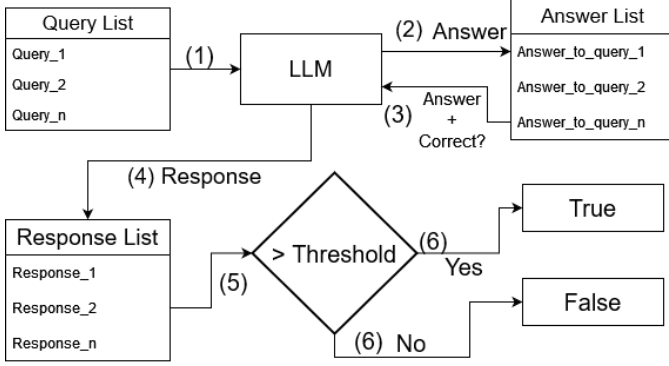 Query List
Query_1
Query_2
Query_n
(1)
LLM
(2) Answer
Answer List
Answer_to_query_1
Answer_to_query_2
Answer_to_query_n
(3)
Answer
+
Correct?
(4) Response
Response List
Response_1
Response_2
Response_n
(5)
> Threshold
(6)
Yes
True
(6) No
False